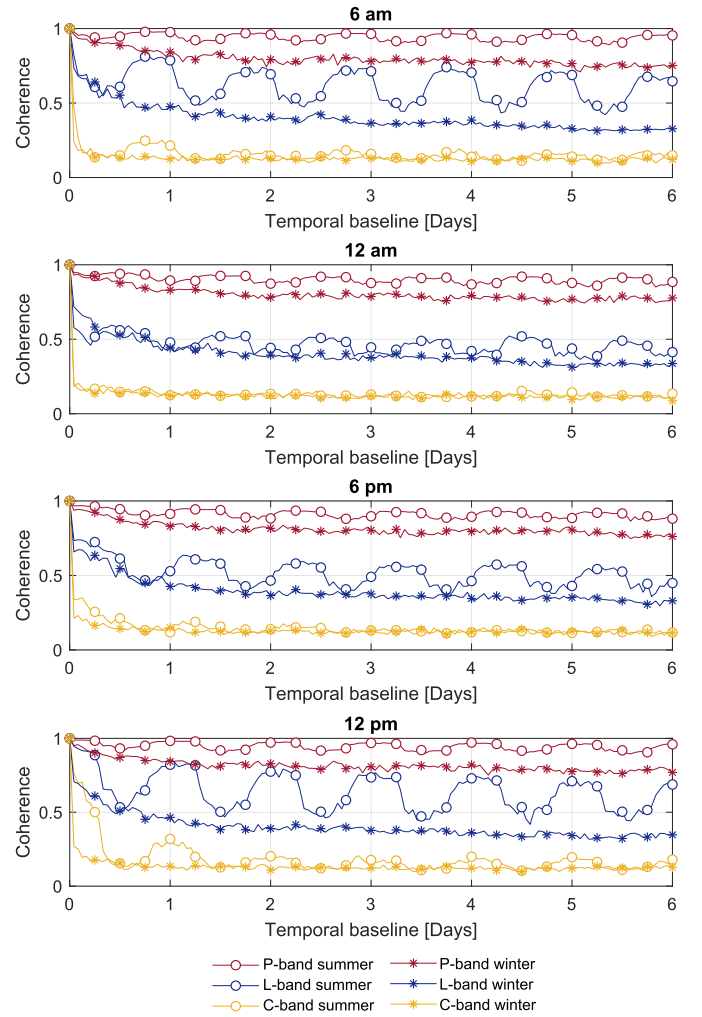 6 am
1
0.5
0
Coherence
0 1 2 3 4 5 6
Temporal baseline [Days]
12 am
1
0.5
0
Coherence
0 1 2 3 4 5 6
Temporal baseline [Days]
6 pm
1
0.5
0
Coherence
0 1 2 3 4 5 6
Temporal baseline [Days]
12 pm
1
0.5
0
Coherence
0 1 2 3 4 5 6
Temporal baseline [Days]
P-band summer P-band winter
L-band summer L-band winter
C-band summer C-band winter